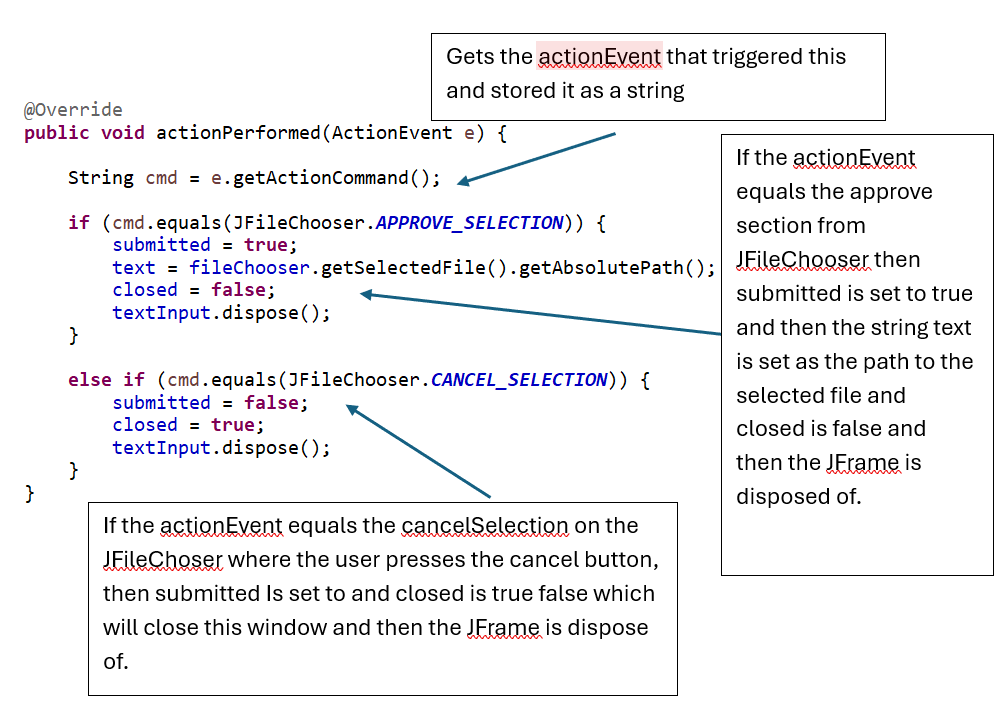 Gets the actionEvent that triggered this
and stored it as a string
@Override
public void actionPerformed(ActionEvent e) {
String cmd = e.getActionCommand();
if (cmd.equals(JFileChooser.APPROVE_SELECTION)) {
submitted = true;
text = fileChooser.getSelectedFile().getAbsolutePath();
closed = false;
textInput.dispose();
}
else if (cmd.equals(JFileChooser.CANCEL_SELECTION)) {
submitted = false;
closed = true;
textInput.dispose();
}
}
If the actionEvent
equals the approve
section from
JFileChooser then
submitted is set to true
and then the string text
is set as the path to the
selected file and
closed is false and
then the JFrame is
disposed of.
If the actionEvent equals the cancelSelection on the
JFileChoser where the user presses the cancel button,
then submitted Is set to and closed is true false which
will close this window and then the JFrame is dispose
of.